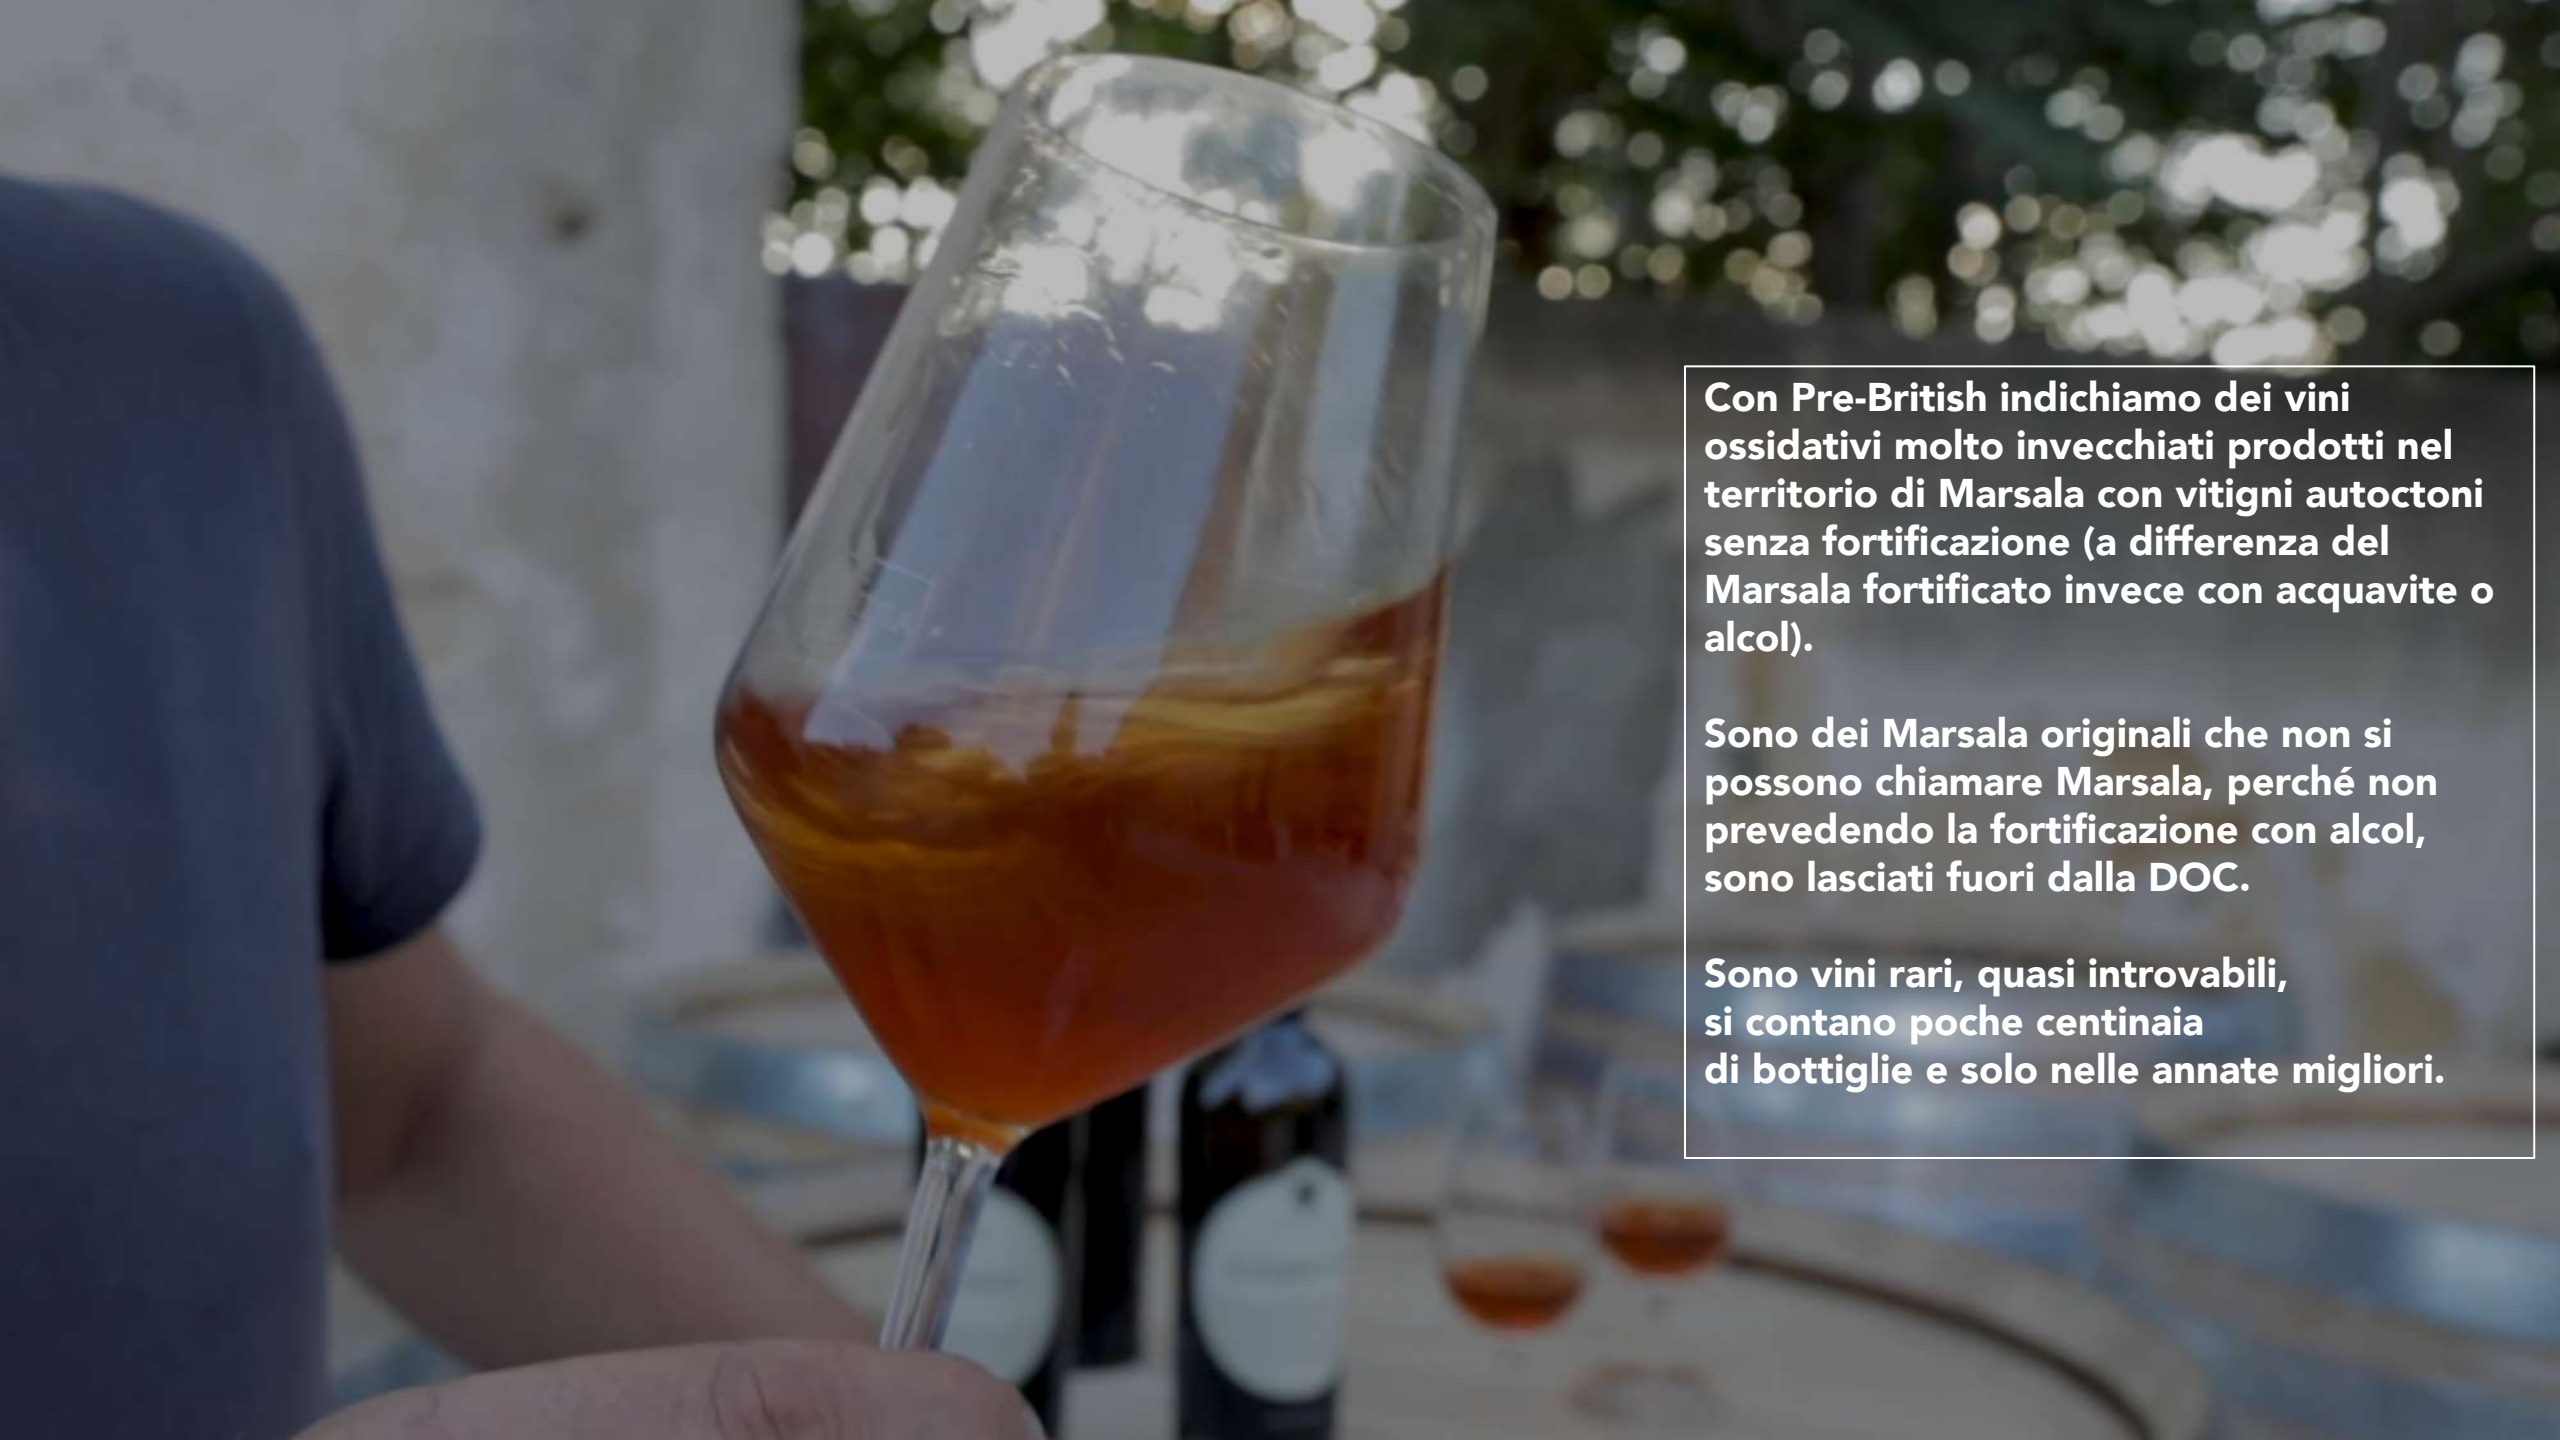 Con Pre-British indichiamo dei vini
ossidativi molto invecchiati prodotti nel
territorio di Marsala con vitigni autoctoni
senza fortificazione (a differenza del
Marsala fortificato invece con acquavite o
alcol).
Sono dei Marsala originali che non si
possono chiamare Marsala, perché non
prevedendo la fortificazione con alcol,
sono lasciati fuori dalla DOC.
Sono vini rari, quasi introvabili,
si contano poche centinaia
di bottiglie e solo nelle annate migliori.